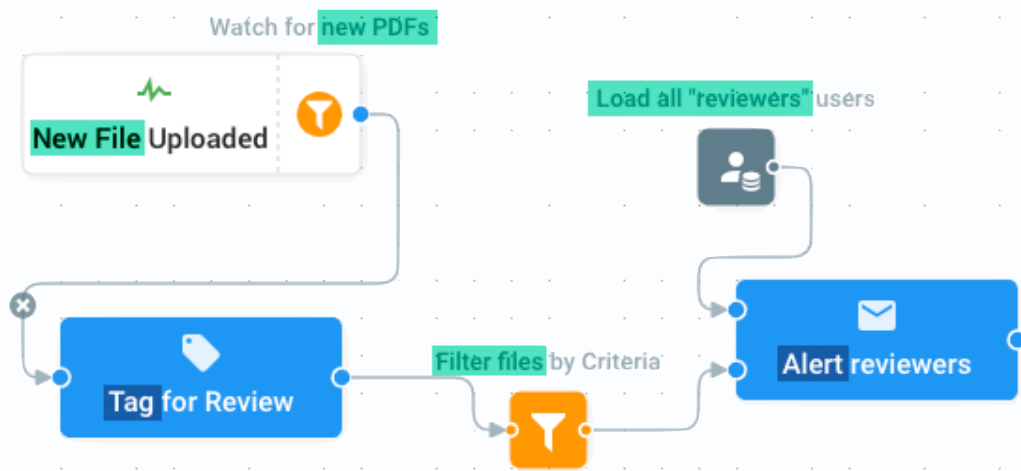 Watch for new PDFs
New File Uploaded
Load all "reviewers" users
Tag for Review
Filter files by Criteria
Alert reviewers